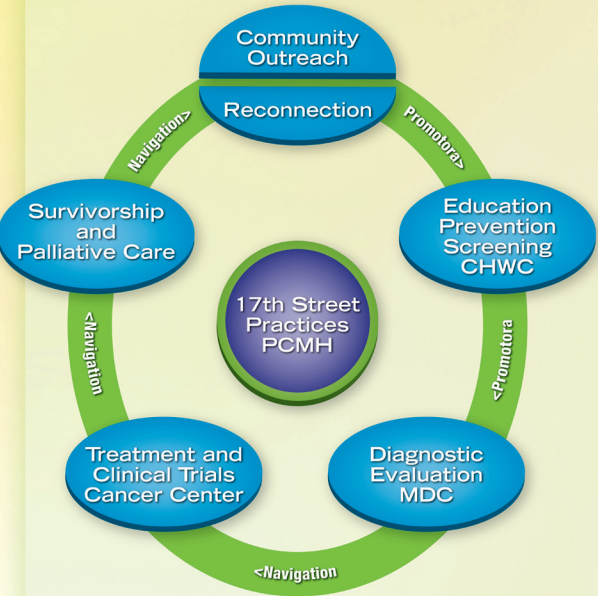 Community
Outreach
Reconnection
Promotora>
Education
Prevention
Screening
CHWC
<Promotora
Diagnostic
Evaluation
MDC
<Navigation
Treatment and
Clinical Trials
Cancer Center
<Navigation
Survivorship
and
Palliative Care
Navigation>
17th Street
Practices
PCMH